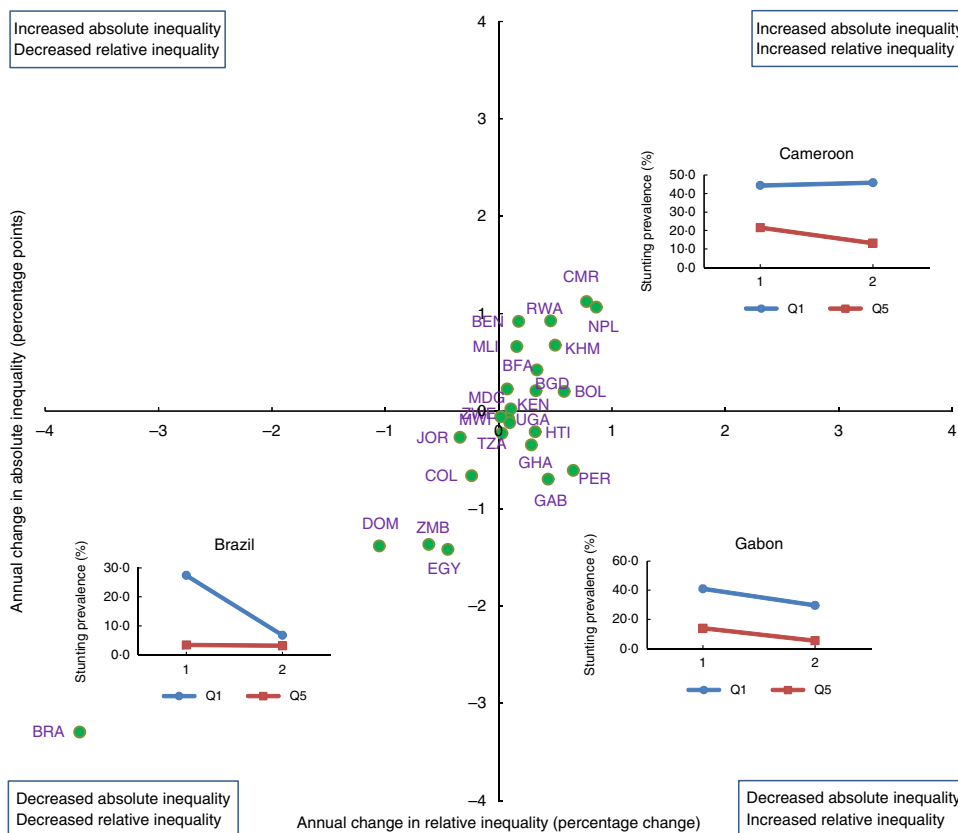 Increased absolute inequality
Decreased relative inequality
Increased absolute inequality
Increased relative inequality
Annual change in absolute inequality (percentage points)
4
3
2
1
0
–1
–2
–3
–4
–4
–3
–2
–1
1
2
3
4
Cameroon
Stunting prevalence (%)
50·0
40·0
30·0
20·0
10·0
0·0
1
2
Q1
Q5
CMR
NPL
RWA
BEN
MLI
KHM
BFA
BGD
BOL
MDG
KEN
ZWE
MWI
UGA
HTI
JOR
TZA
GHA
COL
PER
GAB
DOM
ZMB
EGY
BRA
Brazil
Stunting prevalence (%)
30·0
20·0
10·0
0·0
1
2
Q1
Q5
Gabon
Stunting prevalence (%)
60·0
40·0
20·0
0·0
1
2
Q1
Q5
Decreased absolute inequality
Decreased relative inequality
Decreased absolute inequality
Increased relative inequality
Annual change in relative inequality (percentage change)